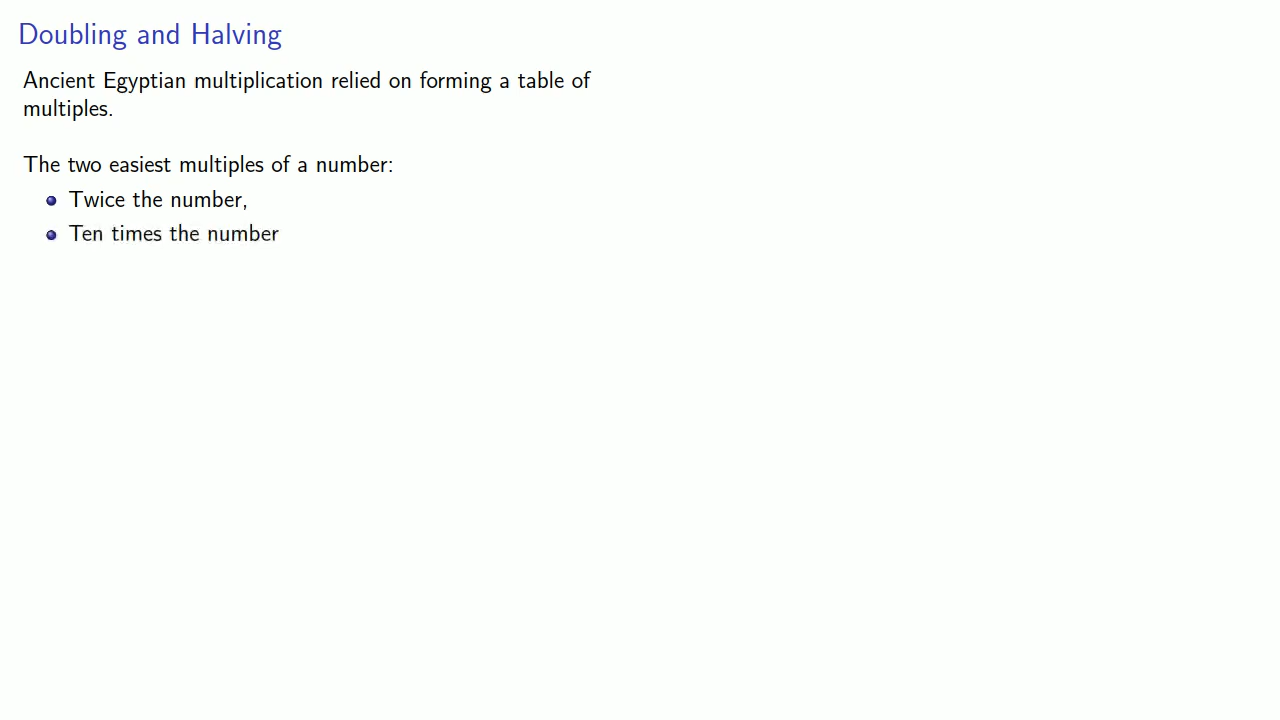 Doubling and Halving
Ancient Egyptian multiplication relied on forming a table of
multiples.
The two easiest multiples of a number:
Twice the number,
Ten times the number